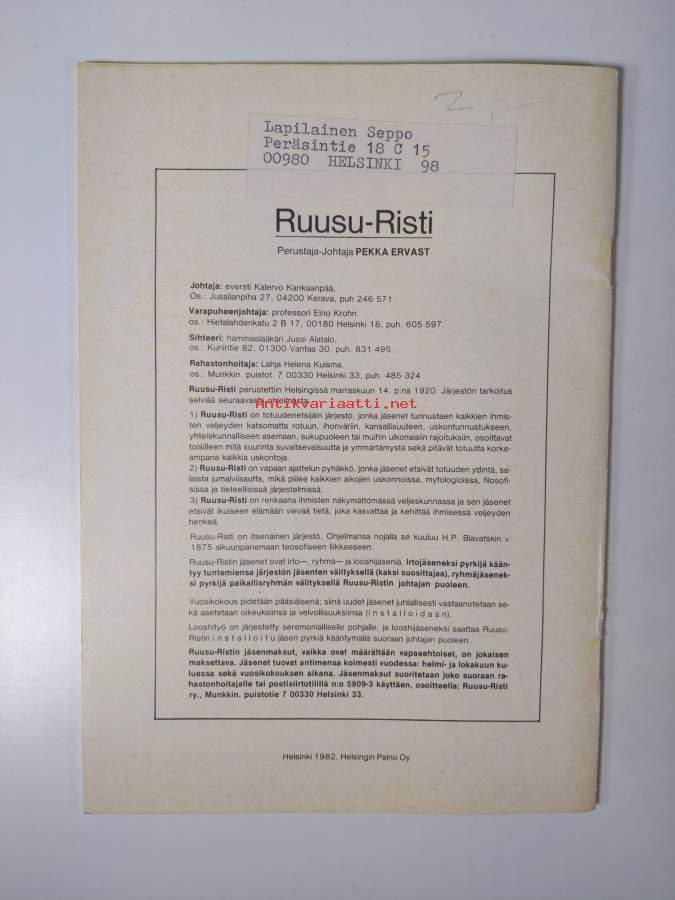 2,-
Lapilainen Seppo
Peräsintie 18 C 15
00980 HELSINKI 98
Ruusu-Risti
Perustaja-Johtaja PEKKA ERVAST
Johtaja: eversti Kalervo Kankaanpää,
Os.: Jussilanpiha 27, 04200 Kerava, puh 246 571.
Varapuheenjohtaja: professori Eino Krohn.
os.: Hietalahdenkatu 2 B 17, 00180 Helsinki 18, puh. 605 597.
Sihteeri: hammaslääkäri Jussi Alatalo,
os.: Kuriiritie 82, 01300 Vantaa 30, puh. 831 495.
Rahastonhoitaja: Lahja Helena Kuisma,
os.: Munkkin. puistot. 7 00330 Helsinki 33, puh. 485 324
Ruusu-Risti perustettiin Helsingissä marraskuun 14. p:nä 1920. Järjestön tarkoitus
selviää seuraavasta ohjelmasta:
Antikvariaatti.net
1) Ruusu-Risti on totuudenetsijäin järjestö, jonka jäsenet tunnustaen kaikkien ihmis-
ten veljeyden katsomatta rotuun, ihonväriin, kansallisuuteen, uskontunnustukseen,
yhteiskunnalliseen asemaan, sukupuoleen tai muihin ulkonaisiin rajoituksiin, osoittavat
toisilleen mitä suurinta suvaitsevaisuutta ja ymmärtämystä sekä pitävät totuutta korke-
ampana kaikkia uskontoja.
2) Ruusu-Risti on vapaan ajattelun pyhäkkö, jonka jäsenet etsivät totuuden ydintä, sa-
laista jumalviisautta, mikä piilee kaikkien aikojen uskonnoissa, mytologioissa, filosofi-
sissa ja tieteellisissä järjestelmissä.
3) Ruusu-Risti on renkaana ihmisten näkymättömässä veljeskunnassa ja sen jäsenet
etsivät ikuiseen elämään vievää tietä, joka kasvattaa ja kehittää ihmisessä veljeyden
henkeä.
Ruusu-Risti on itsenäinen järjestö. Ohjelmansa nojalla se kuuluu H.P. Blavatskin v.
1875 alkuunpanemaan teosofiseen liikkeeseen.
Ruusu-Ristin jäsenet ovat irto—, ryhmä— ja looshijäseniä. Irtojäseneksi pyrkijä kään-
tyy tuntemiensa järjestön jäsenten välityksellä (kaksi suosittajaa), ryhmäjäsenek-
si pyrkijä paikallisryhmän välityksellä Ruusu-Ristin johtajan puoleen.
Vuosikokous pidetään pääsiäisenä; siinä uudet jäsenet juhlallisesti vastaanotetaan se-
kä asetetaan oikeuksiinsa ja velvollisuuksiinsa (installoidaan).
Looshityö on järjestetty seremonialliselle pohjalle, ja looshijäseneksi saattaa Ruusu-
Ristin installoitu jäsen pyrkiä kääntymällä suoraan johtajan puoleen.
Ruusu-Ristin jäsenmaksut, vaikka ovat määrältään vapaaehtoiset, on jokaisen
maksettava. Jäsenet tuovat antimensa kolmesti vuodessa: helmi- ja lokakuun ku-
luessa sekä vuosikokouksen aikana. Jäsenmaksut suoritetaan joko suoraan ra-
hastonhoitajalle tai postisiirtotilillä n:o 5909-3 käyttäen, osoitteella: Ruusu-Risti
ry., Munkkin. puistotie 7 00330 Helsinki 33.
Helsinki 1982, Helsingin Paino Oy